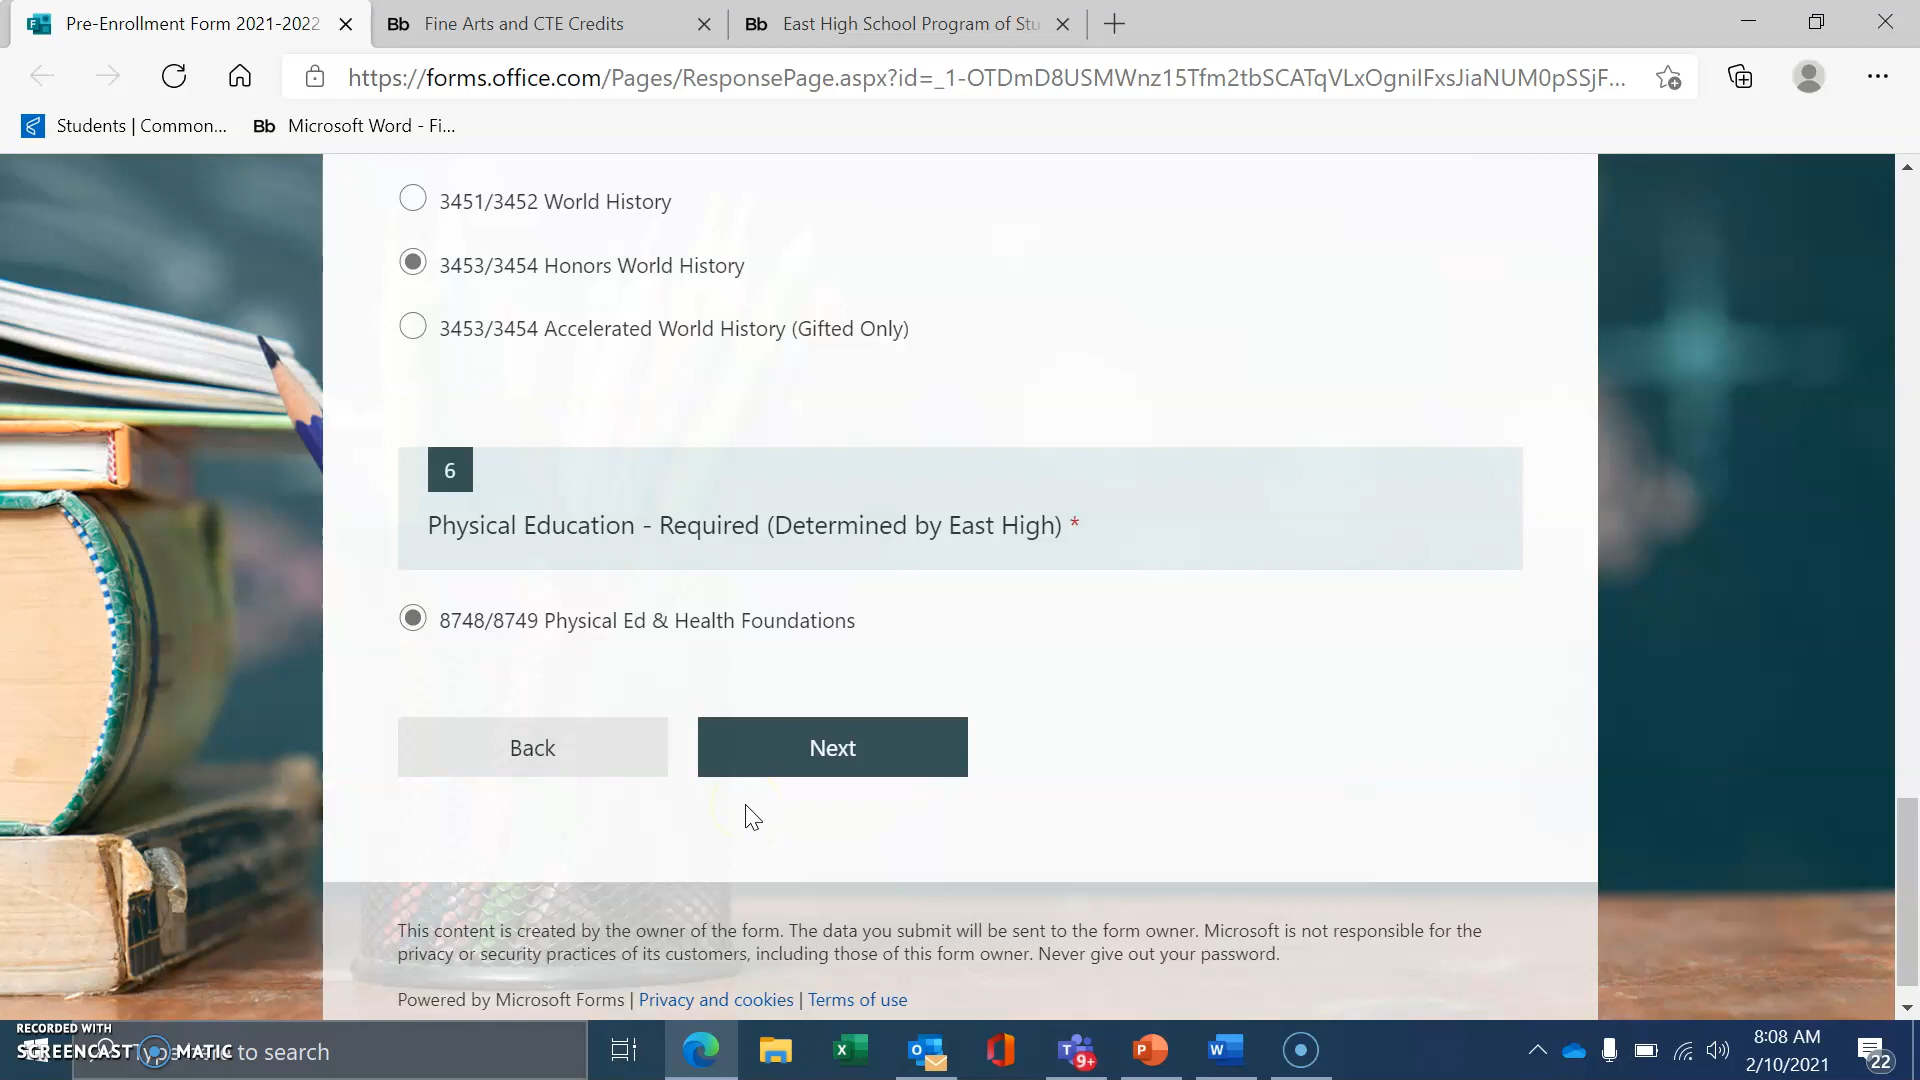 Pre-Enrollment Form 2021-2022
Bb Fine Arts and CTE Credits
Bb East High School Program of Stu
https://forms.office.com/Pages/ResponsePage.aspx?id=_1-OTDmD8USMWnz15Tfm2tbSCATqVLxOgniIFxsJiaNUM0pSSjF...
Students | Common...
Bb Microsoft Word - Fi...
3451/3452 World History
3453/3454 Honors World History
3453/3454 Accelerated World History (Gifted Only)
6
Physical Education - Required (Determined by East High) *
8748/8749 Physical Ed & Health Foundations
Back
Next
This content is created by the owner of the form. The data you submit will be sent to the form owner. Microsoft is not responsible for the
privacy or security practices of its customers, including those of this form owner. Never give out your password.
Powered by Microsoft Forms | Privacy and cookies | Terms of use
RECORDED WITH
SCREENCAST MATIC
to search
9+
8:08 AM
2/10/2021
22